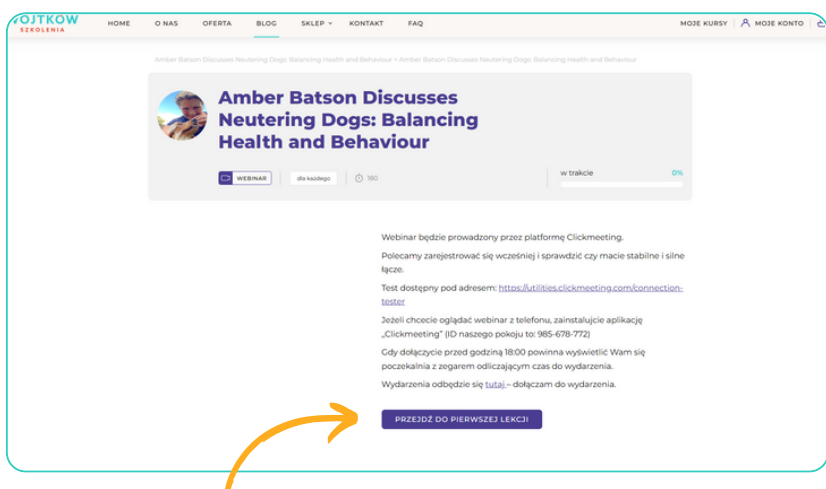 WOJTKÓW
SZKOLENIA
HOME O NAS OFERTA BLOG SKLEP KONTAKT FAQ MOJE KURSY MOJE KONTO
Amber Batson Discusses Neutering Dogs: Balancing Health and Behaviour > Amber Batson Discusses Neutering Dogs: Balancing Health and Behaviour
Amber Batson Discusses
Neutering Dogs: Balancing
Health and Behaviour
WEBINAR dla każdego 180
w trakcie 0%
Webinar będzie prowadzony przez platformę Clickmeeting.
Polecamy zarejestrować się wcześniej i sprawdzić czy macie stabilne i silne
łącze.
Test dostępny pod adresem: https://utilities.clickmeeting.com/connection-
tester
Jeżeli chcecie oglądać webinar z telefonu, zainstalujcie aplikację
„Clickmeeting" (ID naszego pokoju to: 985-678-772)
Gdy dołączycie przed godziną 18:00 powinna wyświetlić Wam się
poczekalnia z zegarem odliczającym czas do wydarzenia.
Wydarzenia odbędzie się tutaj – dołączam do wydarzenia.
PRZEJDŹ DO PIERWSZEJ LEKCJI